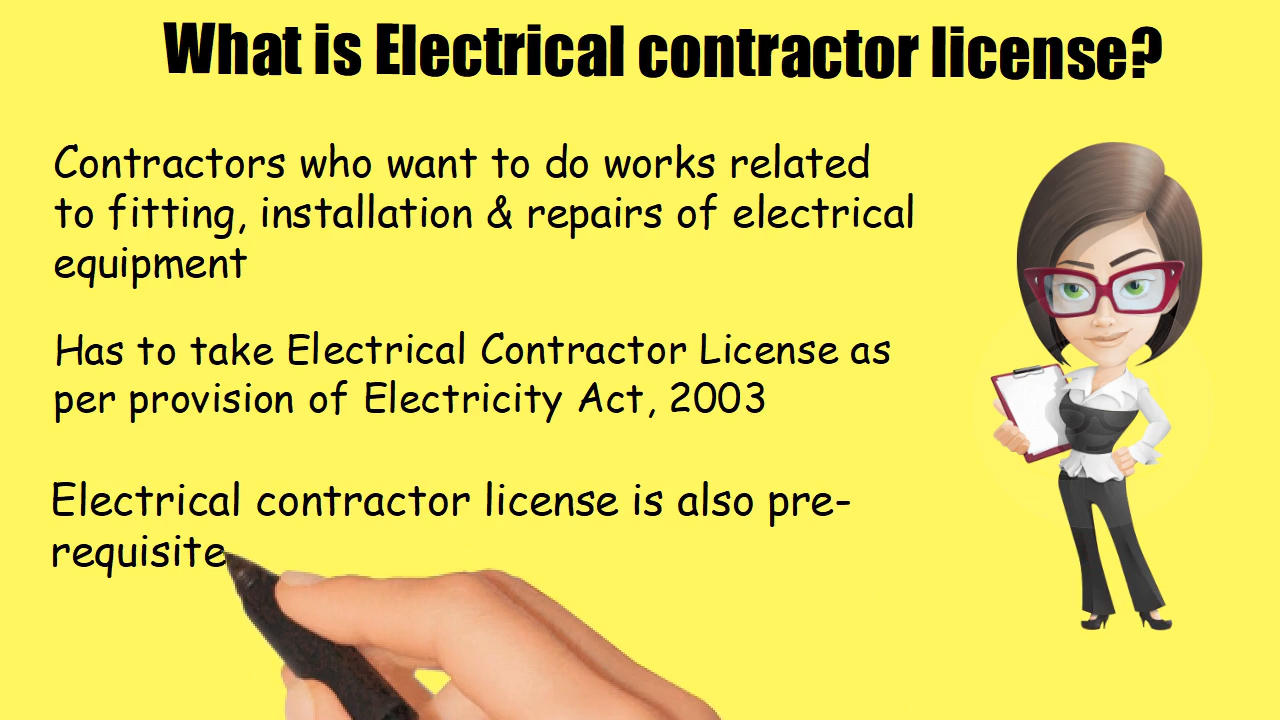 What is Electrical contractor license?
Contractors who want to do works related
to fitting, installation & repairs of electrical
equipment
Has to take Electrical Contractor License as
per provision of Electricity Act, 2003
Electrical contractor license is also pre-
requisite